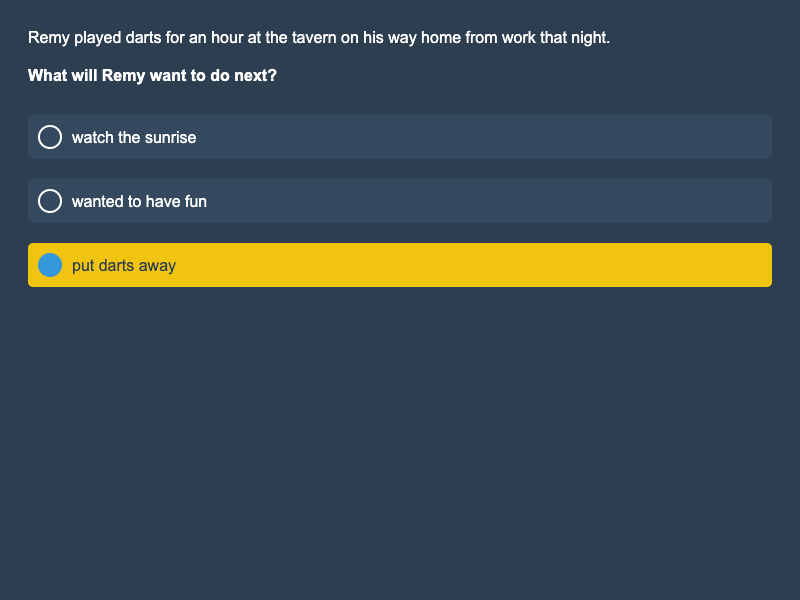 Remy played darts for an hour at the tavern on his way home from work that night.
What will Remy want to do next?
watch the sunrise
wanted to have fun
put darts away